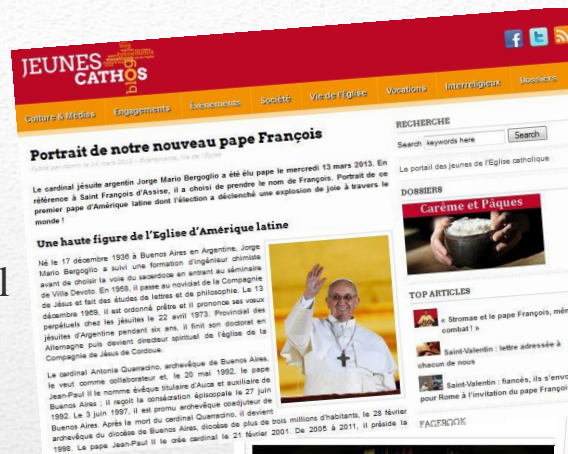 JEUNES
CATHOS
blog
Culture & Médias Engagements Évènements Société Vie de l'Église Vocations Interreligieux Dossiers
Portrait de notre nouveau pape François
Le cardinal jésuite argentin Jorge Mario Bergoglio a été élu pape le mercredi 13 mars 2013. En
référence à Saint François d'Assise, il a choisi de prendre le nom de François. Portrait de ce
premier pape d'Amérique latine dont l'élection a déclenché une explosion de joie à travers le
monde !
Une haute figure de l'Eglise d'Amérique latine
Né le 17 décembre 1936 à Buenos Aires en Argentine, Jorge
Mario Bergoglio a suivi une formation d'ingénieur chimiste
avant de choisir la voie du sacerdoce en entrant au séminaire
de Villa Devoto. En 1958, il passe au noviciat de la Compagnie
de Jésus et fait des études de lettres et de philosophie. Le 13
décembre 1969, il est ordonné prêtre et il prononce ses vœux
perpétuels chez les jésuites le 22 avril 1973. Provincial des
jésuites d'Argentine pendant six ans, il finit son doctorat en
Allemagne puis devient directeur spirituel de l'église de la
Compagnie de Jésus de Cordoue.
Le cardinal Antonia Quarracino, archevêque de Buenos Aires,
le veut comme collaborateur et, le 20 mai 1992, le pape
Jean-Paul II le nomme évêque titulaire d'Auca et auxiliaire de
Buenos Aires ; il reçoit la consécration épiscopale le 27 juin
1992. Le 3 juin 1997, il est promu archevêque coadjuteur de
Buenos Aires. Après la mort du cardinal Quarracino, il devient
archevêque du diocèse de Buenos Aires, diocèse de plus de trois millions d'habitants, le 28 février
1998. Le pape Jean-Paul II le crée cardinal le 21 février 2001. De 2005 à 2011, il préside la
RECHERCHE
Search keywords here Search
Le portail des jeunes de l'Eglise catholique
DOSSIERS
Carême et Pâques
TOP ARTICLES
« Stromae et le pape François, mê
combat ! »
Saint-Valentin : lettre adressée à
chacun de nous
Saint-Valentin : fiancés, ils s'envo
pour Rome à l'invitation du pape Franço
FACEBOOK
l